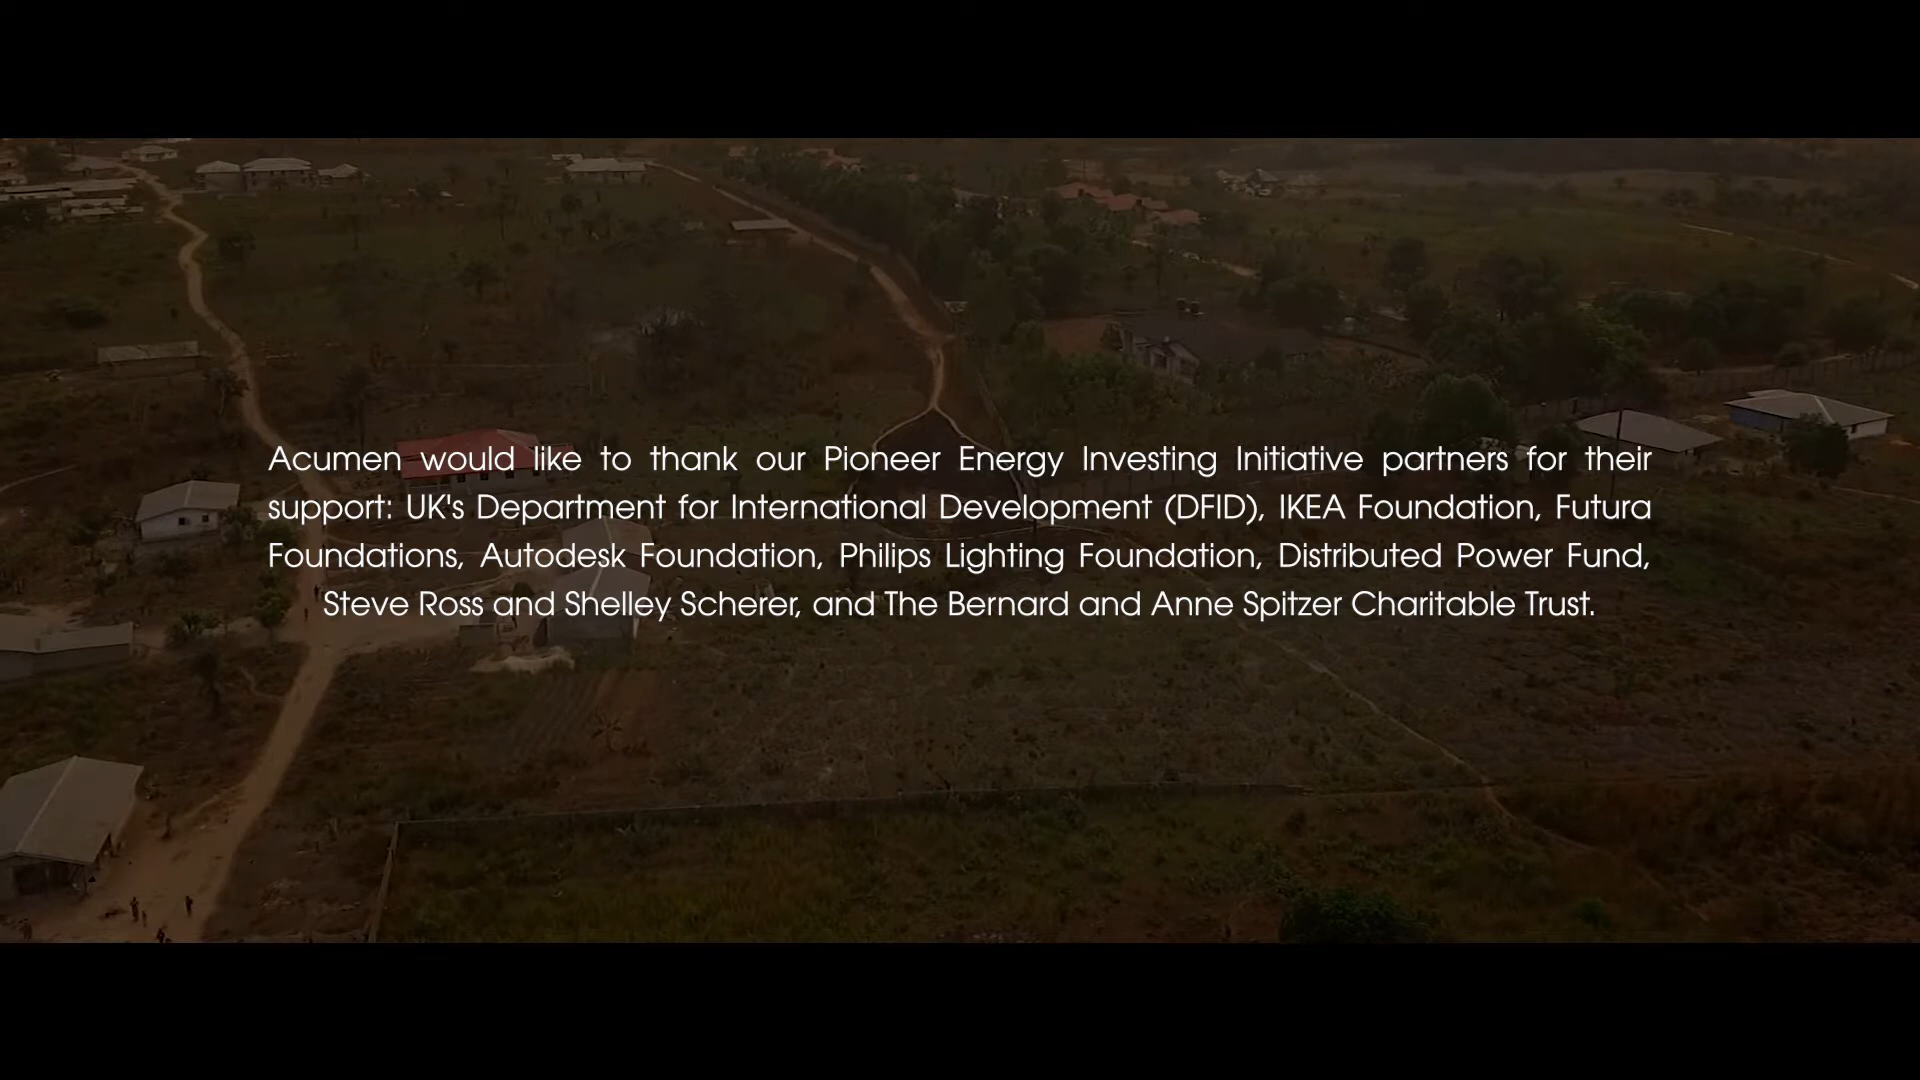 Acumen would like to thank our Pioneer Energy Investing Initiative partners for their
support: UK's Department for International Development (DFID), IKEA Foundation, Futura
Foundations, Autodesk Foundation, Philips Lighting Foundation, Distributed Power Fund,
Steve Ross and Shelley Scherer, and The Bernard and Anne Spitzer Charitable Trust.